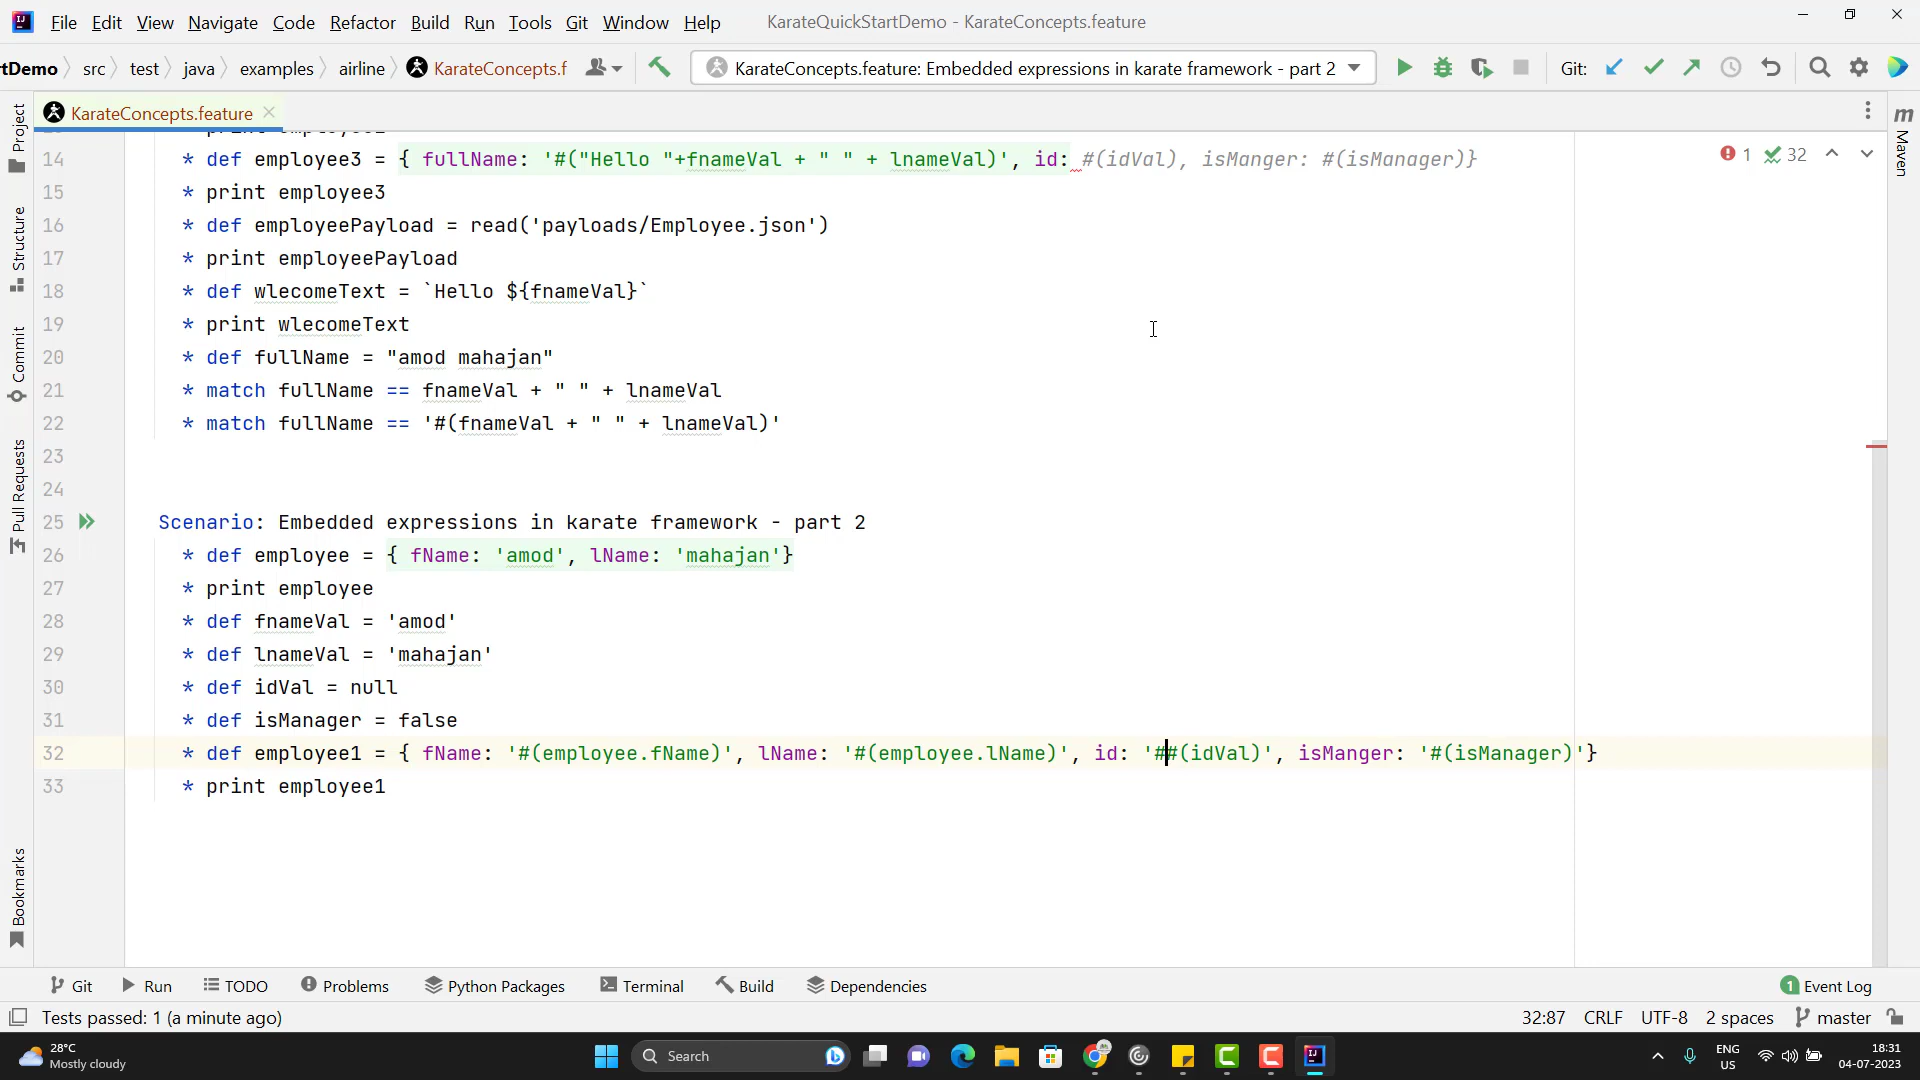 File Edit View Navigate Code Refactor Build Run Tools Git Window Help KarateQuickStartDemo - KarateConcepts.feature
rtDemo src test java examples airline KarateConcepts.f KarateConcepts.feature: Embedded expressions in karate framework - part 2 Git:
KarateConcepts.feature
14 * def employee3 = { fullName: '#("Hello "+fnameVal + " " + lnameVal)', id: #(idVal), isManger: #(isManager)}
1 32
15 * print employee3
16 * def employeePayload = read('payloads/Employee.json')
17 * print employeePayload
18 * def wlecomeText = `Hello ${fnameVal}`
19 * print wlecomeText
20 * def fullName = "amod mahajan"
21 * match fullName == fnameVal + " " + lnameVal
22 * match fullName == '#(fnameVal + " " + lnameVal)'
23
24
25 Scenario: Embedded expressions in karate framework - part 2
26 * def employee = { fName: 'amod', lName: 'mahajan'}
27 * print employee
28 * def fnameVal = 'amod'
29 * def lnameVal = 'mahajan'
30 * def idVal = null
31 * def isManager = false
32 * def employee1 = { fName: '#(employee.fName)', lName: '#(employee.lName)', id: '##(idVal)', isManger: '#(isManager)'}
33 * print employee1
Project
Structure
Commit
Pull Requests
Bookmarks
m Maven
Git Run TODO Problems Python Packages Terminal Build Dependencies 1 Event Log
Tests passed: 1 (a minute ago) 32:87 CRLF UTF-8 2 spaces master
28°C
Mostly cloudy
Search
ENG
US
18:31
04-07-2023